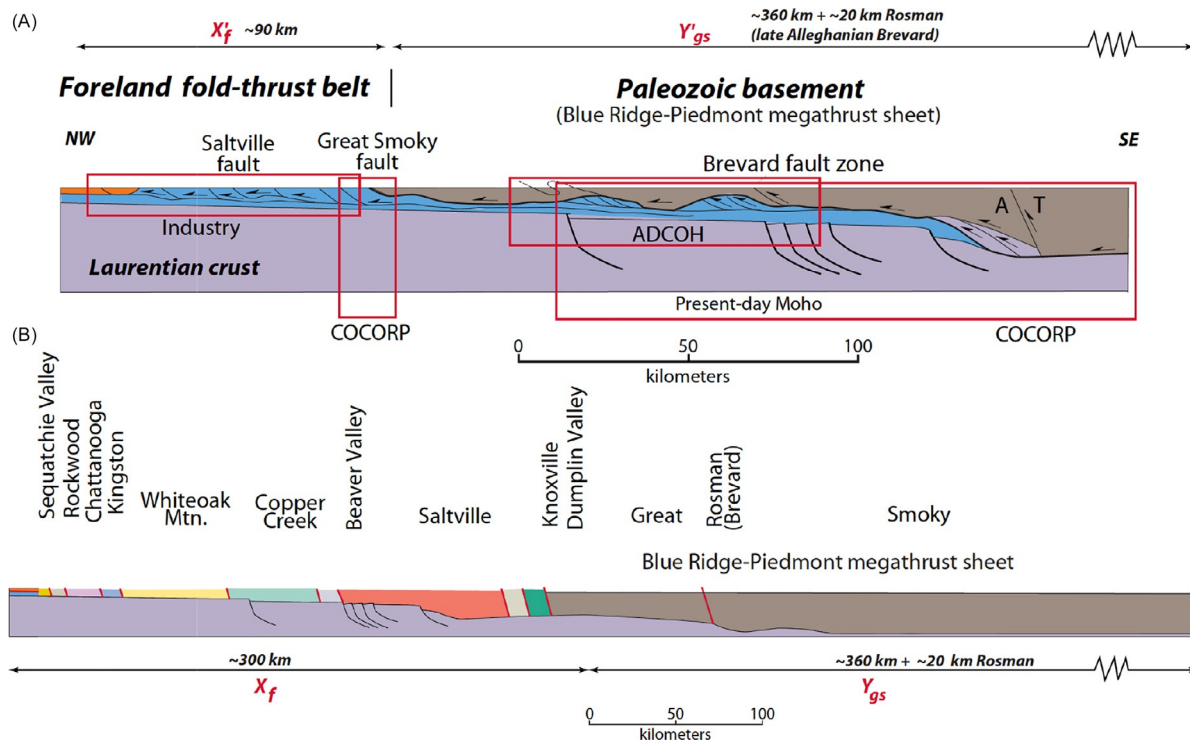 (A)
X'f ~90 km
Y'gs
~360 km + ~20 km Rosman
(late Alleghanian Brevard)
Foreland fold-thrust belt
Paleozoic basement
(Blue Ridge-Piedmont megathrust sheet)
NW
SE
Saltville
fault
Great Smoky
fault
Brevard fault zone
A T
Industry
ADCOH
Laurentian crust
Present-day Moho
COCORP
COCORP
0 50 100
kilometers
(B)
Sequatchie Valley
Rockwood
Chattanooga
Kingston
Whiteoak
Mtn.
Copper
Creek
Beaver Valley
Saltville
Knoxville
Dumplin Valley
Great
Rosman
(Brevard)
Smoky
Blue Ridge-Piedmont megathrust sheet
~300 km
~360 km + ~20 km Rosman
Xf
Ygs
0 50 100
kilometers